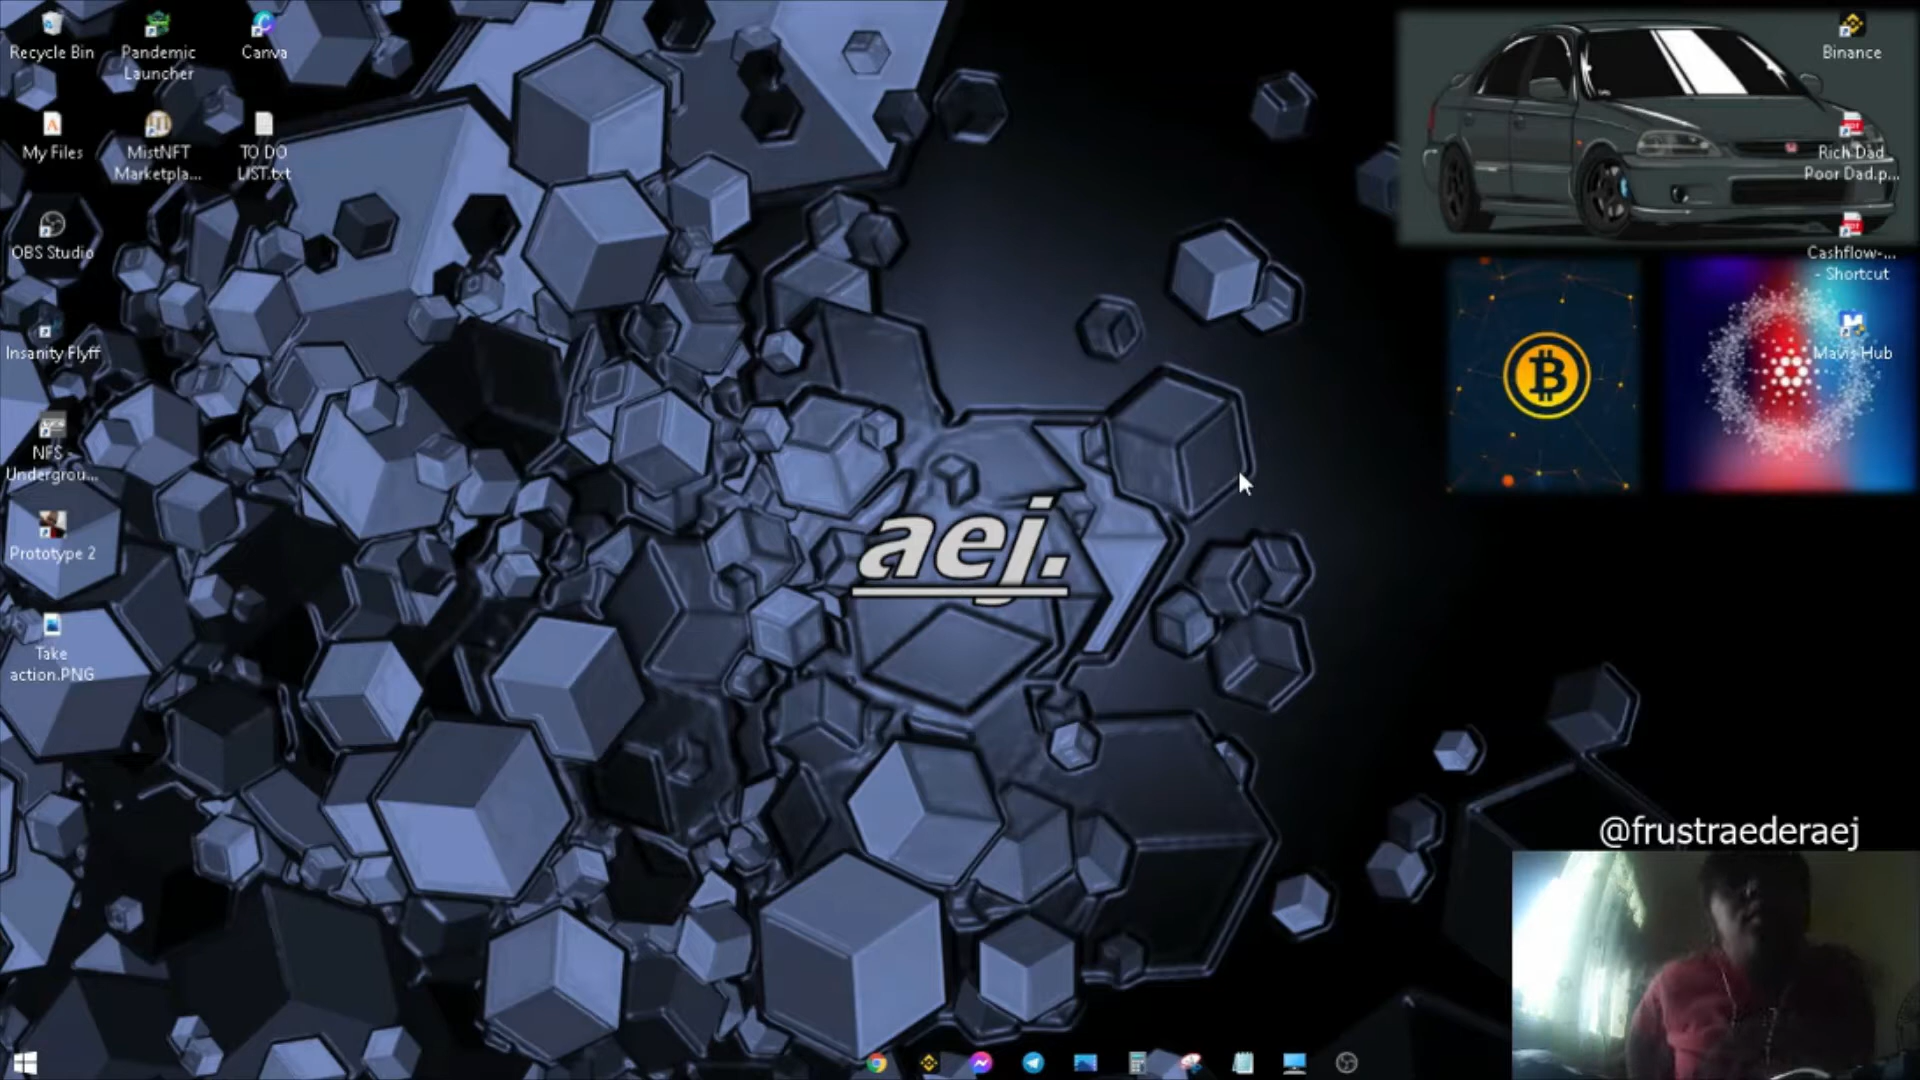 Recycle Bin
Pandemic
Launcher
Canva
My Files
MistNFT
Marketpla...
TO DO
LIST.txt
OBS Studio
Insanity Flyff
NFS -
Undergrou...
Prototype 2
Take
action.PNG
Binance
Rich Dad
Poor Dad.p...
Cashflow-...
- Shortcut
Mavis Hub
aej.
@frustraederaej